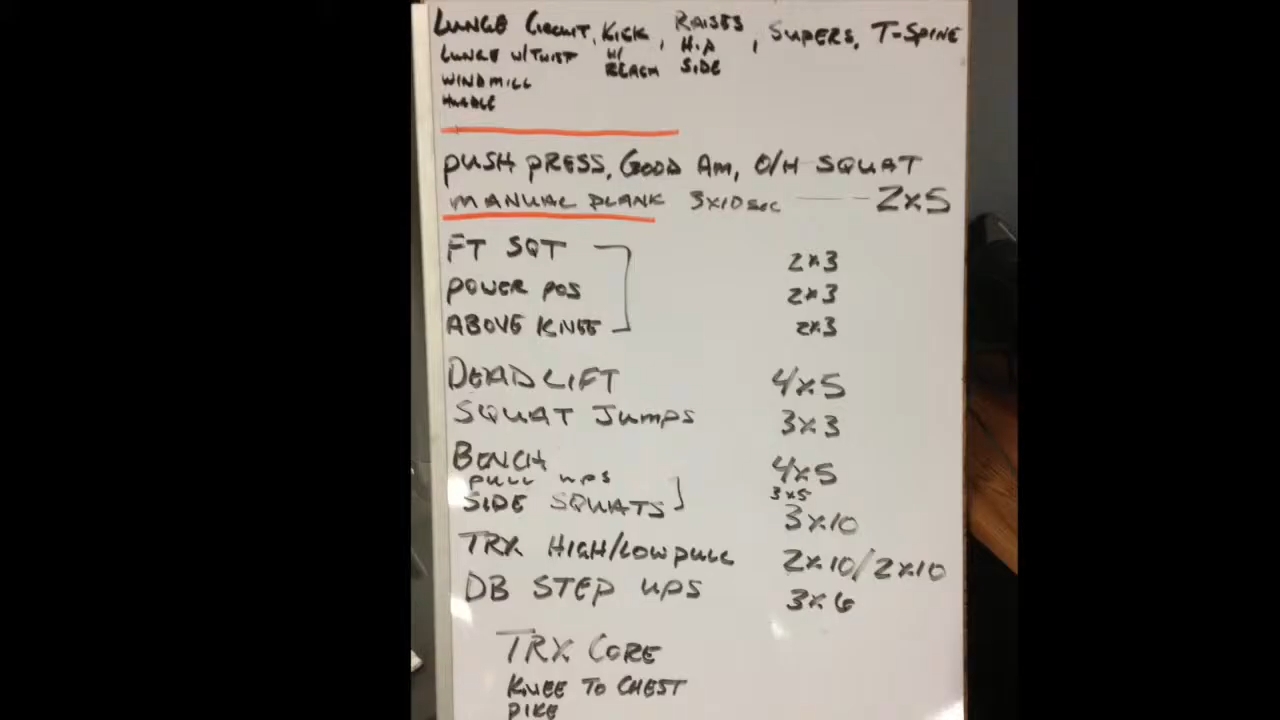 LUNGE CIRCUIT, KICK, RAISES, SUPERS, T-SPINE
LUNGE W/TWIST W/ HIP
WINDMILL REACH SIDE
HURDLE
PUSH PRESS, GOOD AM, O/H SQUAT
MANUAL PLANK 3x10sec —— 2x5
FT SQT 2x3
POWER POS 2x3
ABOVE KNEE 2x3
DEADLIFT 4x5
SQUAT JUMPS 3x3
BENCH 4x5
PULL UPS 3x5
SIDE SQUATS 3x10
TRX HIGH/LOW PULL 2x10/2x10
DB STEP UPS 3x6
TRX CORE
KNEE TO CHEST
PIKE